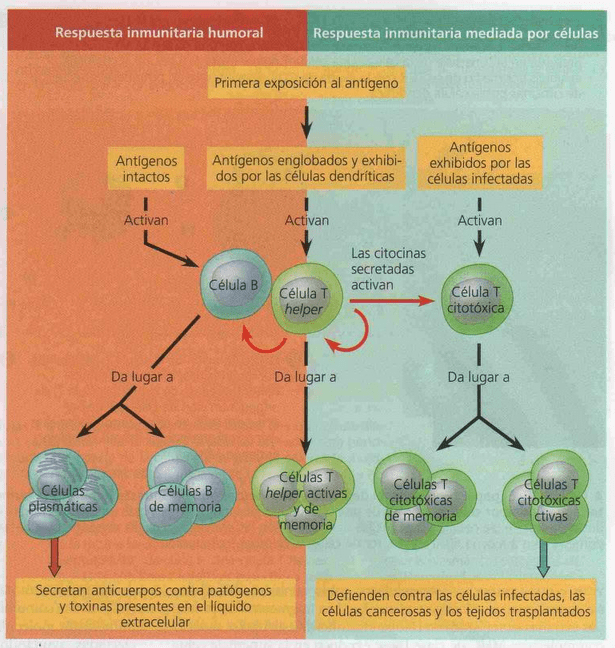 Respuesta inmunitaria humoral
Respuesta inmunitaria mediada por células
Primera exposición al antígeno
Antígenos
intactos
Antígenos englobados y exhibi-
dos por las células dendríticas
Antígenos
exhibidos por las
células infectadas
Activan
Activan
Activan
Célula B
Célula T
helper
Las citocinas
secretadas
activan
Célula T
citotóxica
Da lugar a
Da lugar a
Da lugar a
Células
plasmáticas
Células B
de memoria
Células T
helper activas
y de
memoria
Células T
citotóxicas
de memoria
Células T
citotóxicas
ctivas
Secretan anticuerpos contra patógenos
y toxinas presentes en el líquido
extracelular
Defienden contra las células infectadas, las
células cancerosas y los tejidos trasplantados